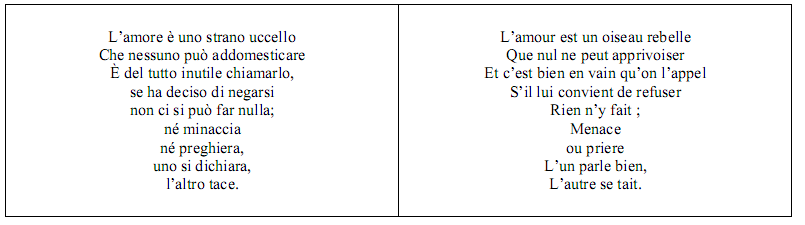 L'amore è uno strano uccello
Che nessuno può addomesticare
È del tutto inutile chiamarlo,
se ha deciso di negarsi
non ci si può far nulla;
né minaccia
né preghiera,
uno si dichiara,
l'altro tace.
L'amour est un oiseau rebelle
Que nul ne peut apprivoiser
Et c'est bien en vain qu'on l'appel
S'il lui convient de refuser
Rien n'y fait ;
Menace
ou priere
L'un parle bien,
L'autre se tait.